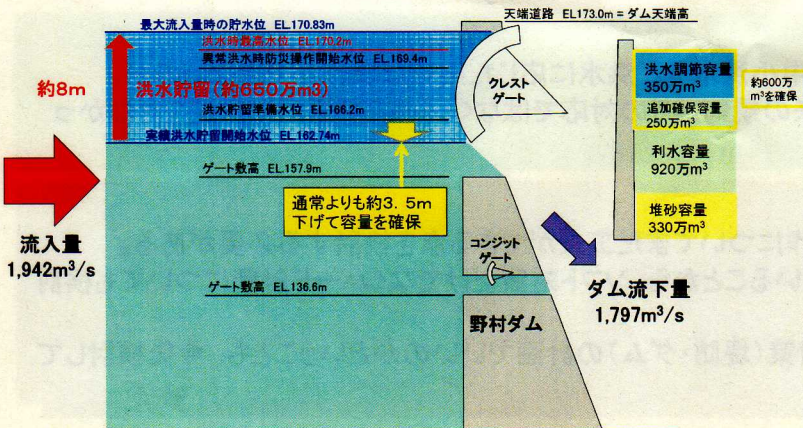 最大流入量時の貯水位 EL.170.83m
天端道路 EL173.0m = ダム天端高
洪水時最高水位 EL.170.2m
異常洪水時防災操作開始水位 EL.169.4m
約8m
洪水貯留(約650万m3)
洪水貯留準備水位 EL.166.2m
実績洪水貯留開始水位 EL.162.74m
クレスト
ゲート
洪水調節容量
350万m³
追加確保容量
250万m³
約600万
m³を確保
利水容量
920万m³
堆砂容量
330万m³
ゲート敷高 EL.157.9m
通常よりも約3.5m
下げて容量を確保
流入量
1,942m³/s
コンジット
ゲート
ゲート敷高 EL.136.6m
野村ダム
ダム流下量
1,797m³/s